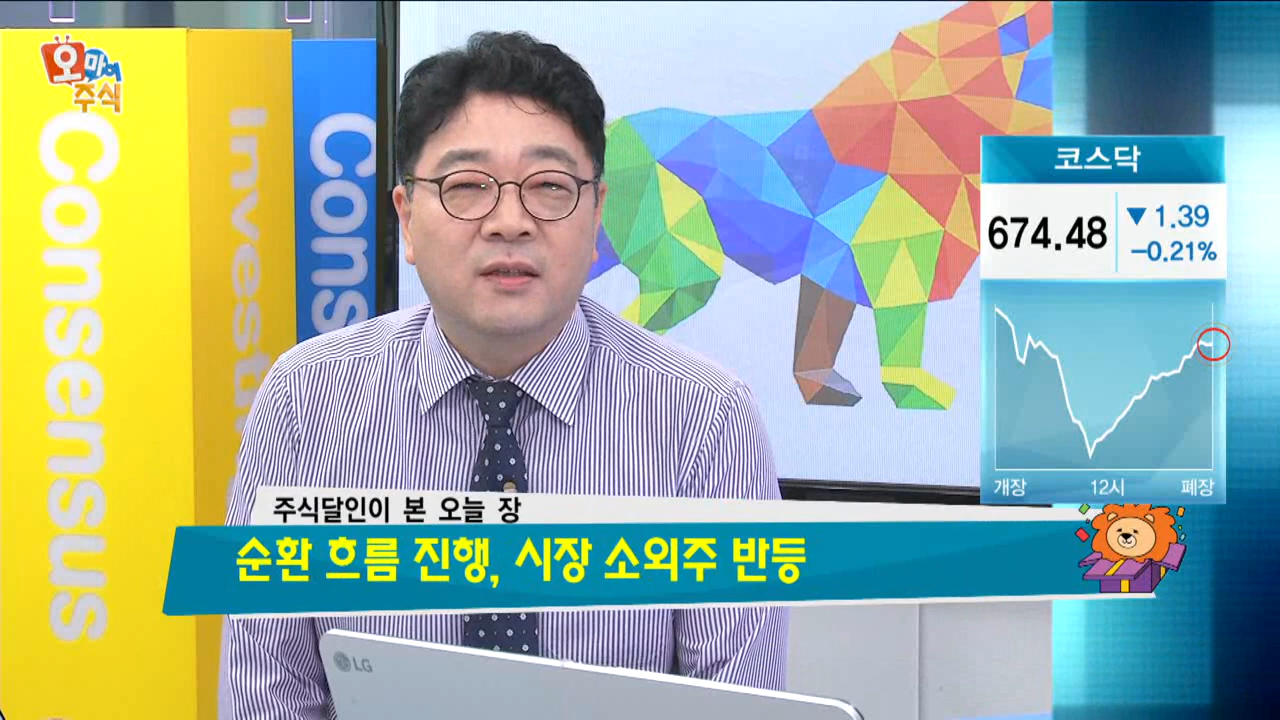 오마이
주식
Consensus
Investm
Cons
코스닥
674.48
▼1.39
-0.21%
개장 12시 폐장
주식달인이 본 오늘 장
순환 흐름 진행, 시장 소외주 반등
LG